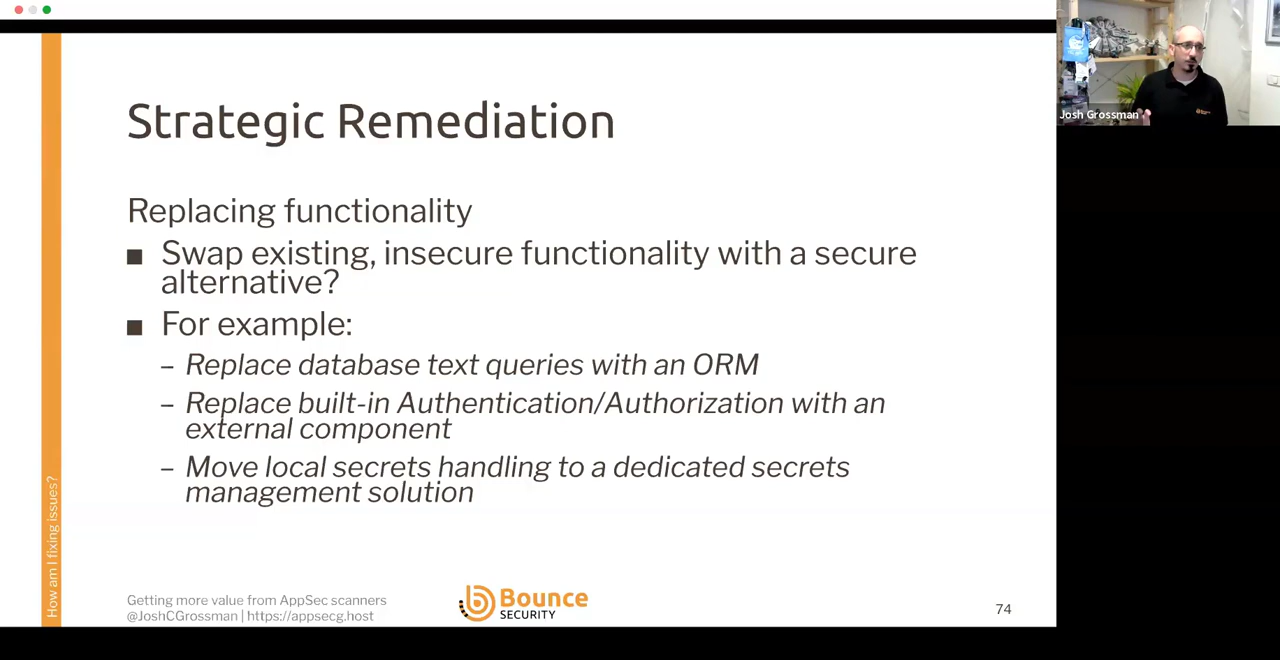 Strategic Remediation
Replacing functionality
■ Swap existing, insecure functionality with a secure
alternative?
■ For example:
– Replace database text queries with an ORM
– Replace built-in Authentication/Authorization with an
external component
– Move local secrets handling to a dedicated secrets
management solution
How am I fixing issues?
Getting more value from AppSec scanners
@JoshCGrossman | https://appsecg.host
Bounce
SECURITY
74
Josh Grossman